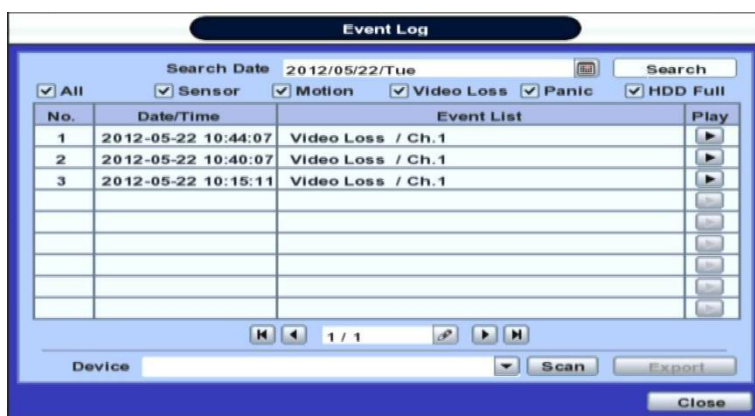 Event Log
Search Date 2012/05/22/Tue Search
All Sensor Motion Video Loss Panic HDD Full
No. Date/Time Event List Play
1 2012-05-22 10:44:07 Video Loss / Ch.1
2 2012-05-22 10:40:07 Video Loss / Ch.1
3 2012-05-22 10:15:11 Video Loss / Ch.1
1 / 1
Device Scan Export
Close